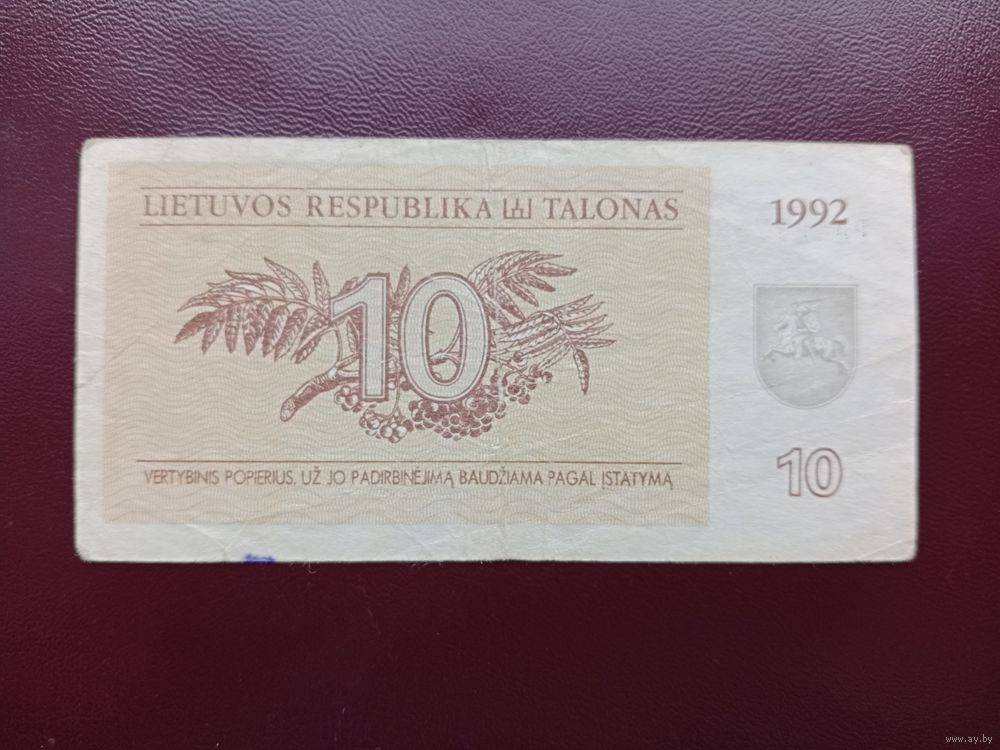 LIETUVOS RESPUBLIKA TALONAS
1992
10
VERTYBINIS POPIERIUS. UŽ JO PADIRBINĖJIMĄ BAUDŽIAMA PAGAL ĮSTATYMĄ
10
www.ay.by